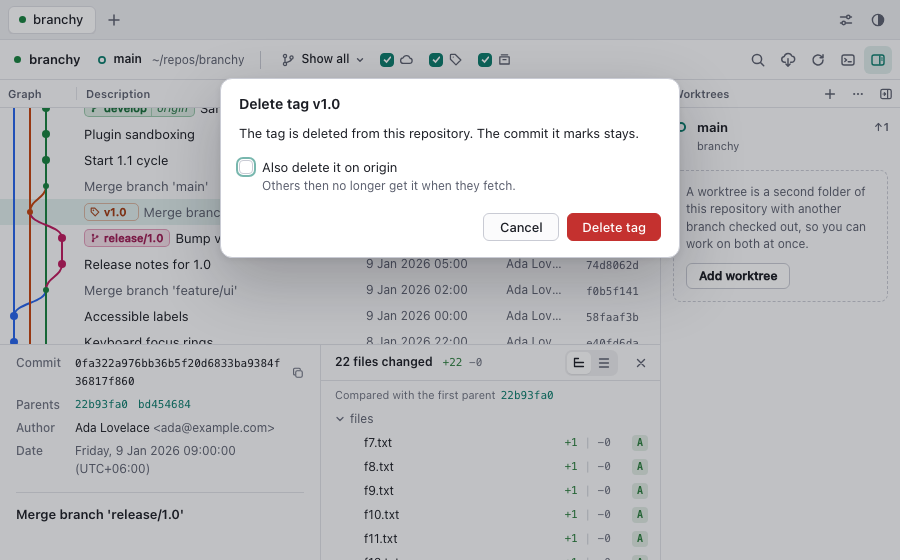 branchy
branchy main ~/repos/branchy Show all
Graph Description Worktrees
develop origin
Plugin sandboxing
Start 1.1 cycle
Merge branch 'main'
v1.0
release/1.0 Bump
Release notes for 1.0 9 Jan 2026 05:00 Ada Lov… 74d8062d
Merge branch 'feature/ui' 9 Jan 2026 02:00 Ada Lov… f0b5f141
Accessible labels 9 Jan 2026 00:00 Ada Lov… 58faaf3b
Keyboard focus rings 8 Jan 2026 22:00 Ada Lov… e40fd6da
Delete tag v1.0
The tag is deleted from this repository. The commit it marks stays.
Also delete it on origin
Others then no longer get it when they fetch.
Cancel Delete tag
main ↑1
branchy
A worktree is a second folder of
this repository with another
branch checked out, so you can
work on both at once.
Add worktree
Commit 0fa322a976bb36b5f20d6833ba9384f
36817f860
Parents 22b93fa0 bd454684
Author Ada Lovelace <ada@example.com>
Date Friday, 9 Jan 2026 09:00:00
(UTC+06:00)
Merge branch 'release/1.0'
22 files changed +22 −0
Compared with the first parent 22b93fa0
files
f7.txt +1 −0 A
f8.txt +1 −0 A
f9.txt +1 −0 A
f10.txt +1 −0 A
f11.txt +1 −0 A